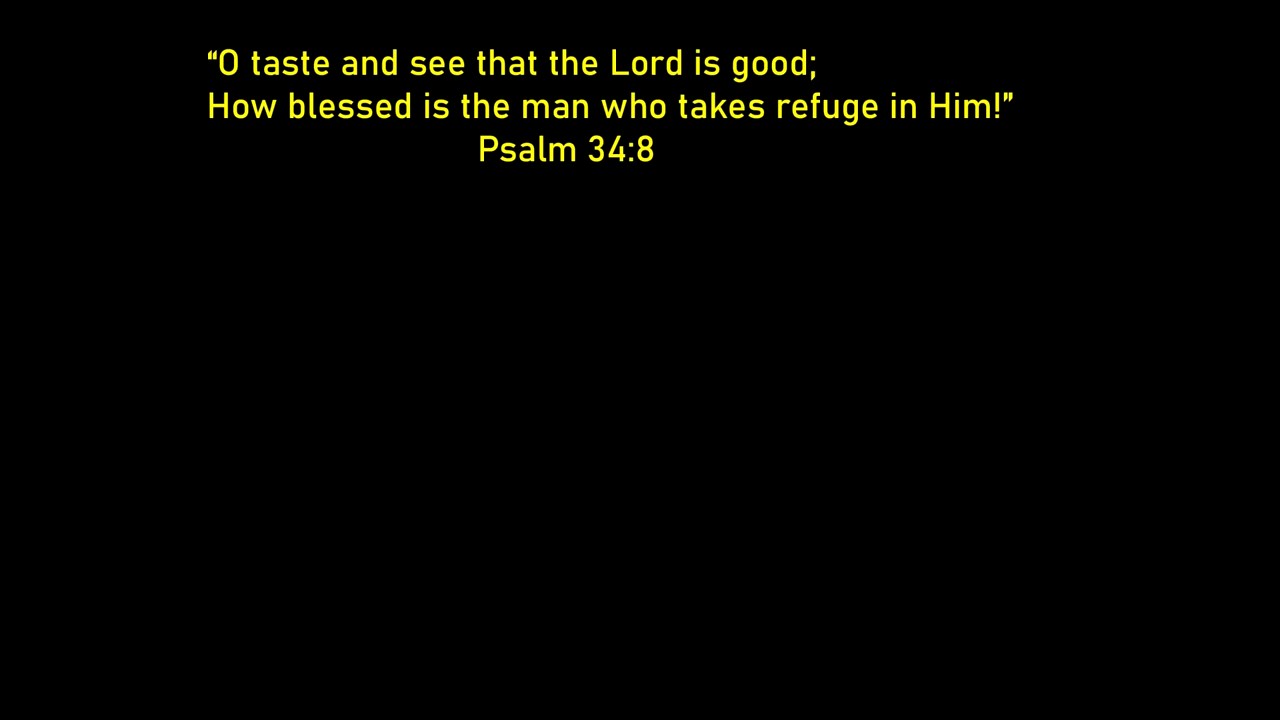 “O taste and see that the Lord is good;
How blessed is the man who takes refuge in Him!”
Psalm 34:8